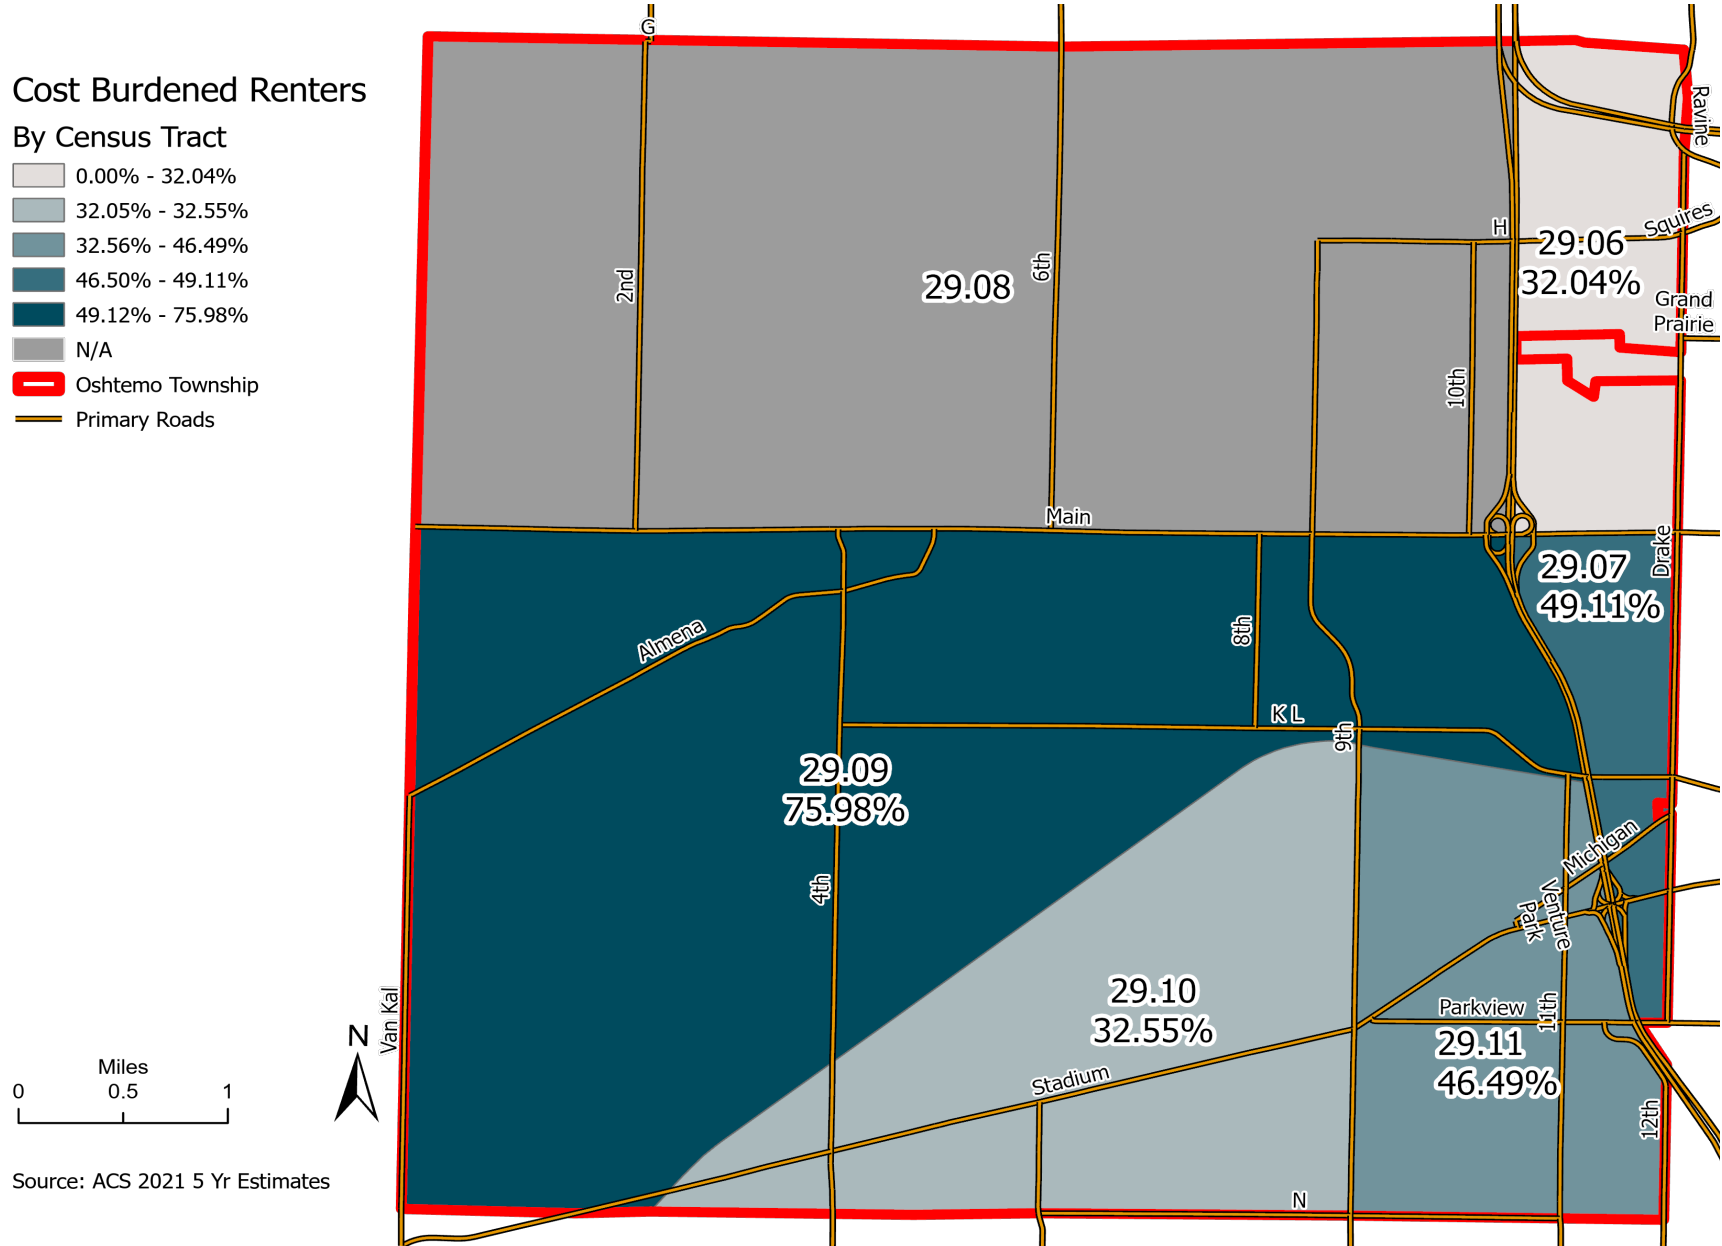 Cost Burdened Renters
By Census Tract
0.00% - 32.04%
32.05% - 32.55%
32.56% - 46.49%
46.50% - 49.11%
49.12% - 75.98%
N/A
Oshtemo Township
Primary Roads
G
Ravine
Squires
H
29.06
32.04%
6th
2nd
29.08
Grand
Prairie
10th
Main
Drake
29.07
49.11%
8th
Almena
K L
9th
29.09
75.98%
4th
Michigan
Venture
Park
29.10
32.55%
Parkview
11th
29.11
46.49%
Van Kal
Stadium
12th
N
N
Miles
0 0.5 1
Source: ACS 2021 5 Yr Estimates